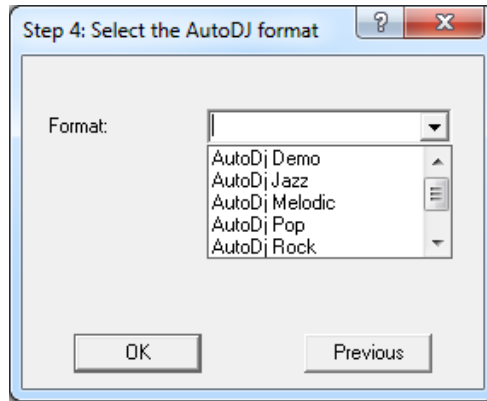 Step 4: Select the AutoDJ format
Format:
AutoDj Demo
AutoDj Jazz
AutoDj Melodic
AutoDj Pop
AutoDj Rock
OK
Previous